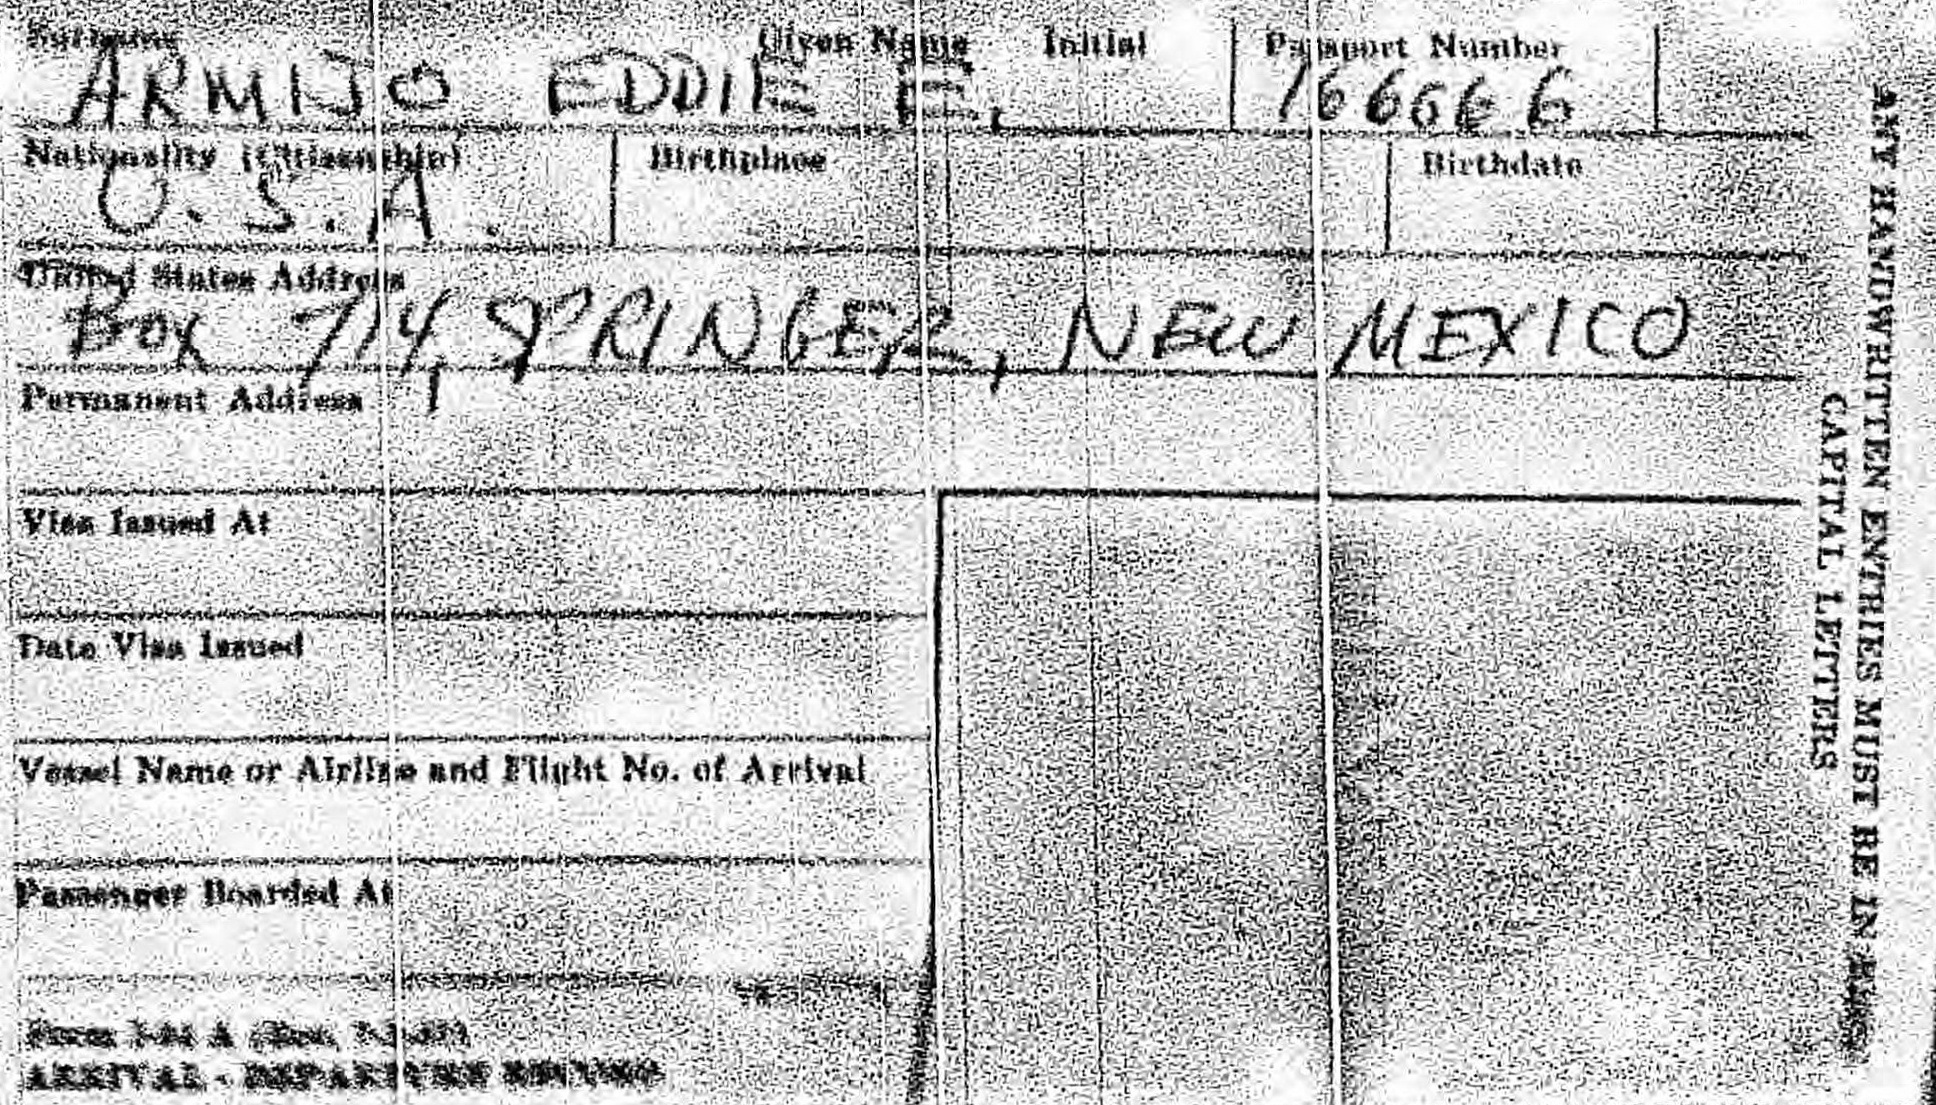 Surname Given Name Initial Passport Number
ARMIJO EDDIE E. 166666
Nationality (Citizenship) Birthplace Birthdate
U.S.A.
United States Address
Box 714, SPRINGER, NEW MEXICO
Permanent Address
Visa Issued At
Date Visa Issued
Vessel Name or Airline and Flight No. of Arrival
Passenger Boarded At
Form
ARRIVAL - DEPARTURE RECORD
ANY HANDWRITTEN ENTRIES MUST BE IN
CAPITAL LETTERS